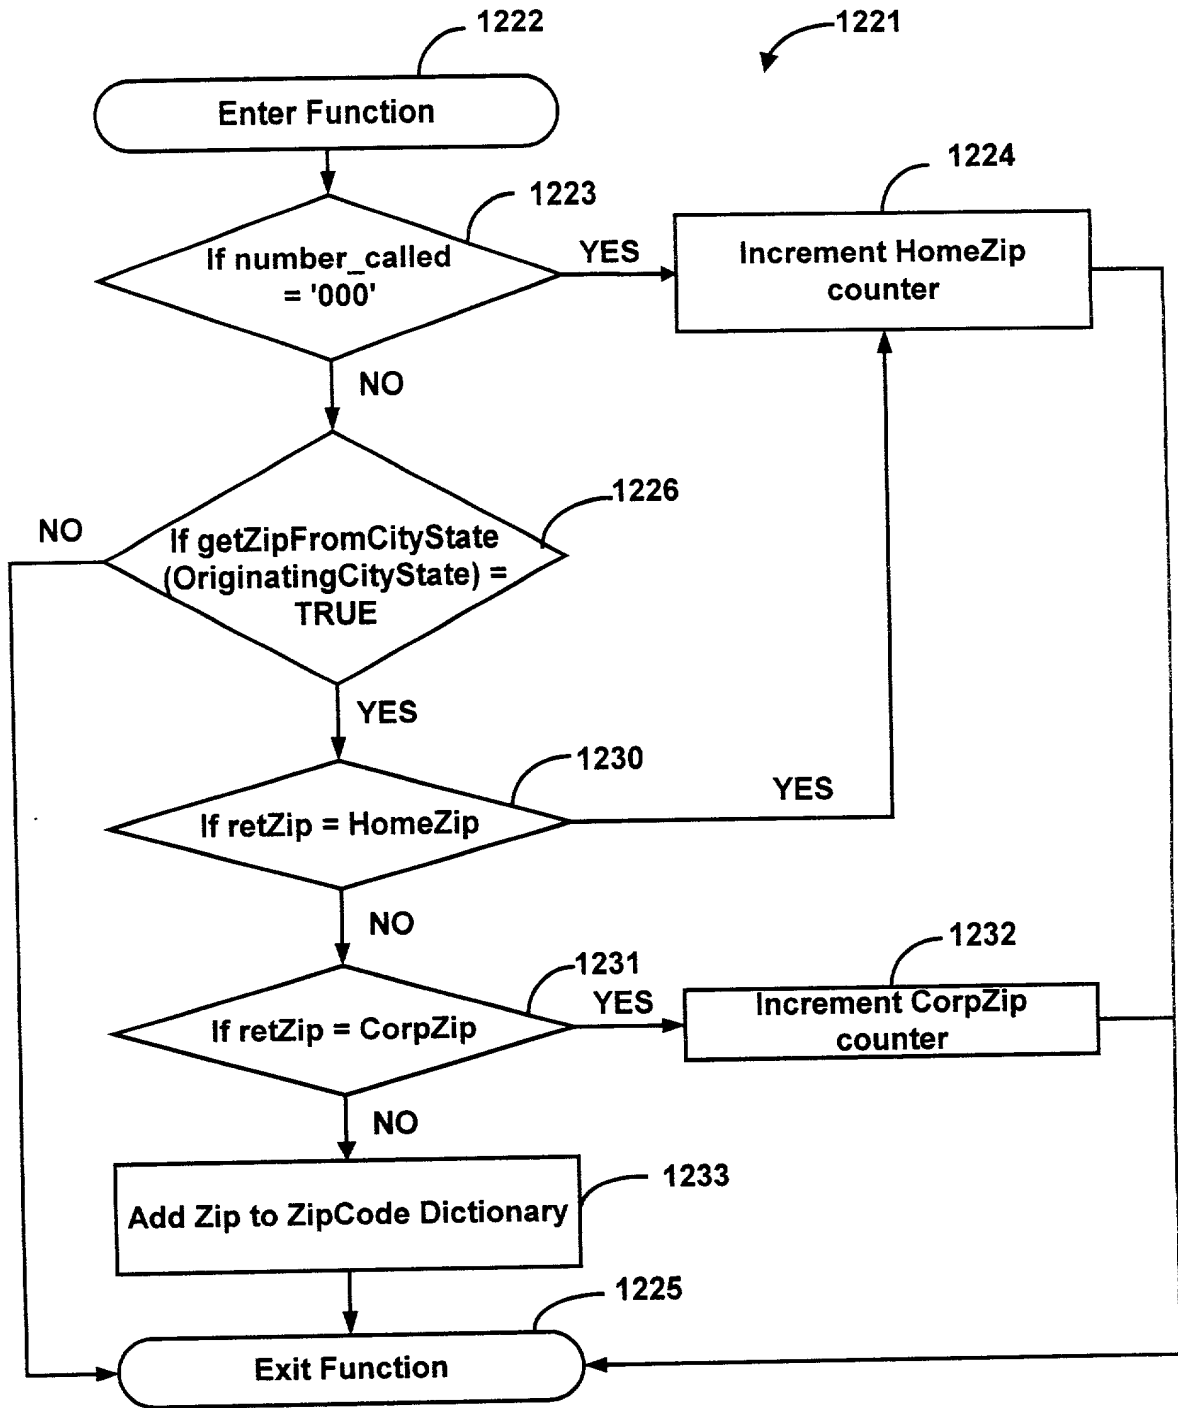 1222
1221
Enter Function
1224
1223
If number_called
= '000'
YES
Increment HomeZip
counter
NO
1226
NO
If getZipFromCityState
(OriginatingCityState) =
TRUE
YES
1230
YES
If retZip = HomeZip
NO
1232
1231
YES
Increment CorpZip
counter
If retZip = CorpZip
NO
1233
Add Zip to ZipCode Dictionary
1225
Exit Function